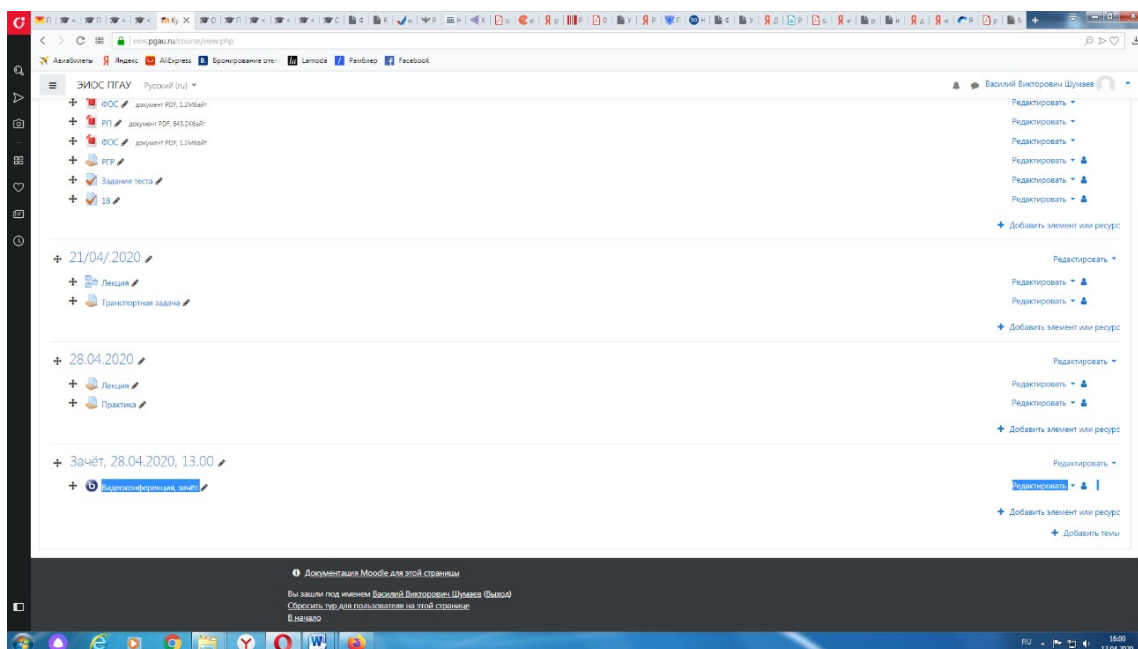 eios.pgau.ru/course/view.php
Авиабилеты Яндекс AliExpress Бронирование отел Lamoda Рамблер Facebook
ЭИОС ПГАУ Русский (ru) Василий Викторович Шумаев
ФОС документ PDF, 1.2Мбайт Редактировать
РП документ PDF, 843.2Кбайт Редактировать
ФОС документ PDF, 1.2Мбайт Редактировать
РГР Редактировать
Задание теста Редактировать
18 Редактировать
Добавить элемент или ресурс
21/04/.2020 Редактировать
Лекция Редактировать
Транспортная задача Редактировать
Добавить элемент или ресурс
28.04.2020 Редактировать
Лекция Редактировать
Практика Редактировать
Добавить элемент или ресурс
Зачёт, 28.04.2020, 13.00 Редактировать
Видеоконференция, зачёт Редактировать
Добавить элемент или ресурс
Добавить темы
Документация Moodle для этой страницы
Вы зашли под именем Василий Викторович Шумаев (Выход)
Сбросить тур для пользователя на этой странице
В начало
RU 16:00
17.04.2020